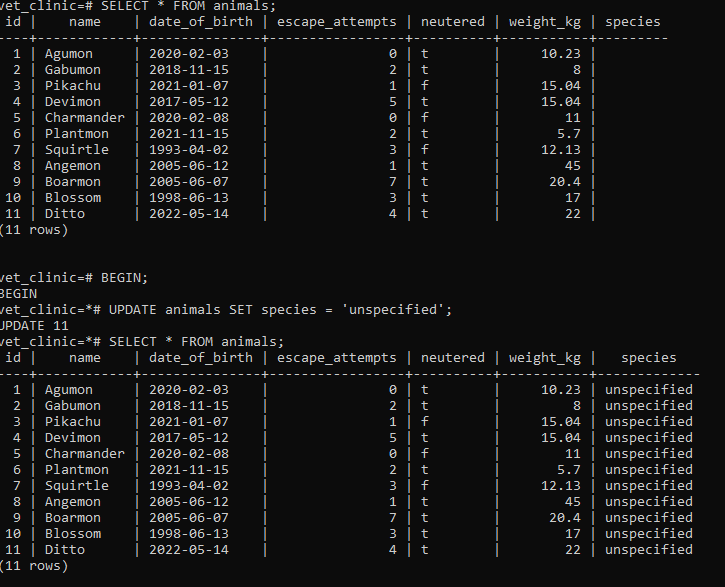 vet_clinic=# SELECT * FROM animals;
 id |    name    | date_of_birth | escape_attempts | neutered | weight_kg | species
----+------------+---------------+-----------------+----------+-----------+---------
  1 | Agumon     | 2020-02-03    |               0 | t        |     10.23 |
  2 | Gabumon    | 2018-11-15    |               2 | t        |         8 |
  3 | Pikachu    | 2021-01-07    |               1 | f        |     15.04 |
  4 | Devimon    | 2017-05-12    |               5 | t        |     15.04 |
  5 | Charmander | 2020-02-08    |               0 | f        |        11 |
  6 | Plantmon   | 2021-11-15    |               2 | t        |       5.7 |
  7 | Squirtle   | 1993-04-02    |               3 | f        |     12.13 |
  8 | Angemon    | 2005-06-12    |               1 | t        |        45 |
  9 | Boarmon    | 2005-06-07    |               7 | t        |      20.4 |
 10 | Blossom    | 1998-06-13    |               3 | t        |        17 |
 11 | Ditto      | 2022-05-14    |               4 | t        |        22 |
(11 rows)
vet_clinic=# BEGIN;
BEGIN
vet_clinic=*# UPDATE animals SET species = 'unspecified';
UPDATE 11
vet_clinic=*# SELECT * FROM animals;
 id |    name    | date_of_birth | escape_attempts | neutered | weight_kg |   species
----+------------+---------------+-----------------+----------+-----------+-------------
  1 | Agumon     | 2020-02-03    |               0 | t        |     10.23 | unspecified
  2 | Gabumon    | 2018-11-15    |               2 | t        |         8 | unspecified
  3 | Pikachu    | 2021-01-07    |               1 | f        |     15.04 | unspecified
  4 | Devimon    | 2017-05-12    |               5 | t        |     15.04 | unspecified
  5 | Charmander | 2020-02-08    |               0 | f        |        11 | unspecified
  6 | Plantmon   | 2021-11-15    |               2 | t        |       5.7 | unspecified
  7 | Squirtle   | 1993-04-02    |               3 | f        |     12.13 | unspecified
  8 | Angemon    | 2005-06-12    |               1 | t        |        45 | unspecified
  9 | Boarmon    | 2005-06-07    |               7 | t        |      20.4 | unspecified
 10 | Blossom    | 1998-06-13    |               3 | t        |        17 | unspecified
 11 | Ditto      | 2022-05-14    |               4 | t        |        22 | unspecified
(11 rows)